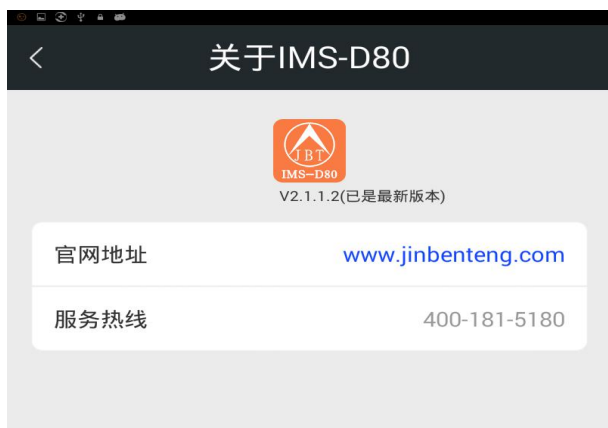 关于IMS-D80
JBT
IMS-D80
V2.1.1.2(已是最新版本)
官网地址
www.jinbenteng.com
服务热线
400-181-5180